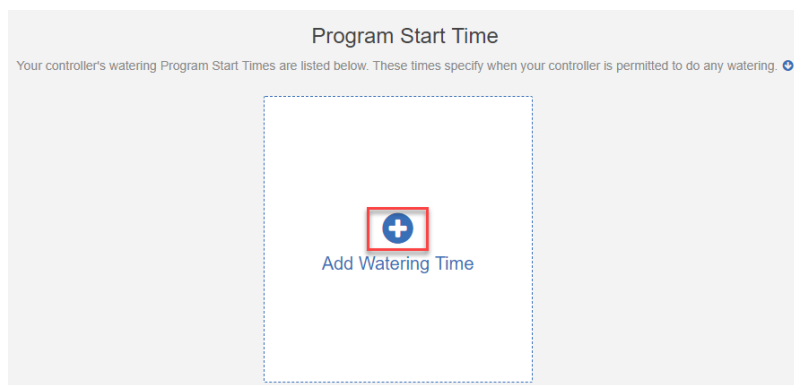 Program Start Time
Your controller's watering Program Start Times are listed below. These times specify when your controller is permitted to do any watering.
Add Watering Time